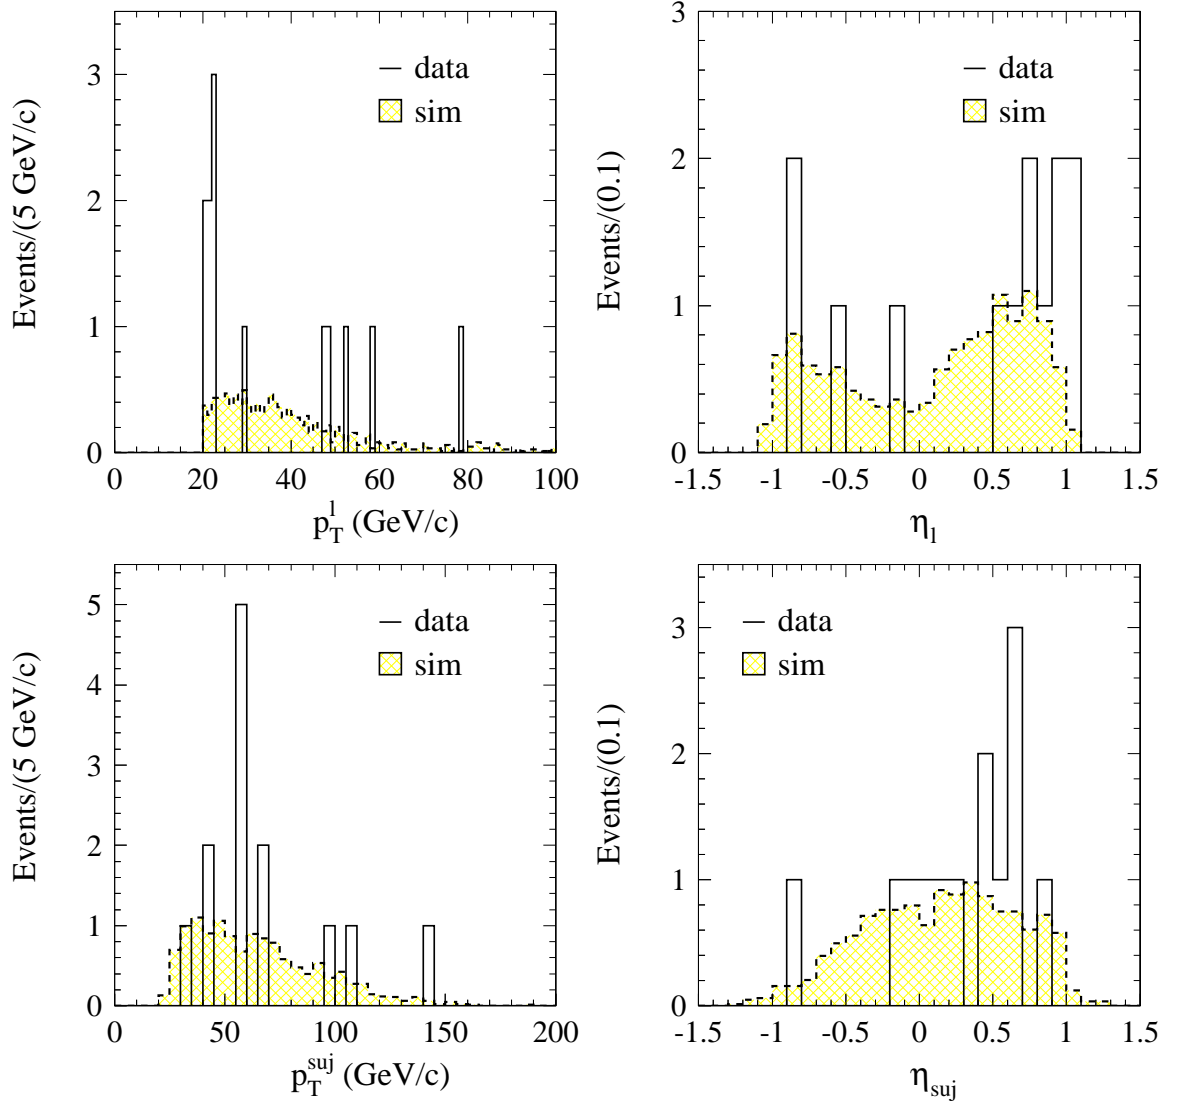 Events/(5 GeV/c)
3
2
1
0
data
sim
0 20 40 60 80 100
p_T^l (GeV/c)
Events/(0.1)
3
2
1
0
data
sim
-1.5 -1 -0.5 0 0.5 1 1.5
η_l
Events/(5 GeV/c)
5
4
3
2
1
0
data
sim
0 50 100 150 200
p_T^suj (GeV/c)
Events/(0.1)
3
2
1
0
data
sim
-1.5 -1 -0.5 0 0.5 1 1.5
η_suj